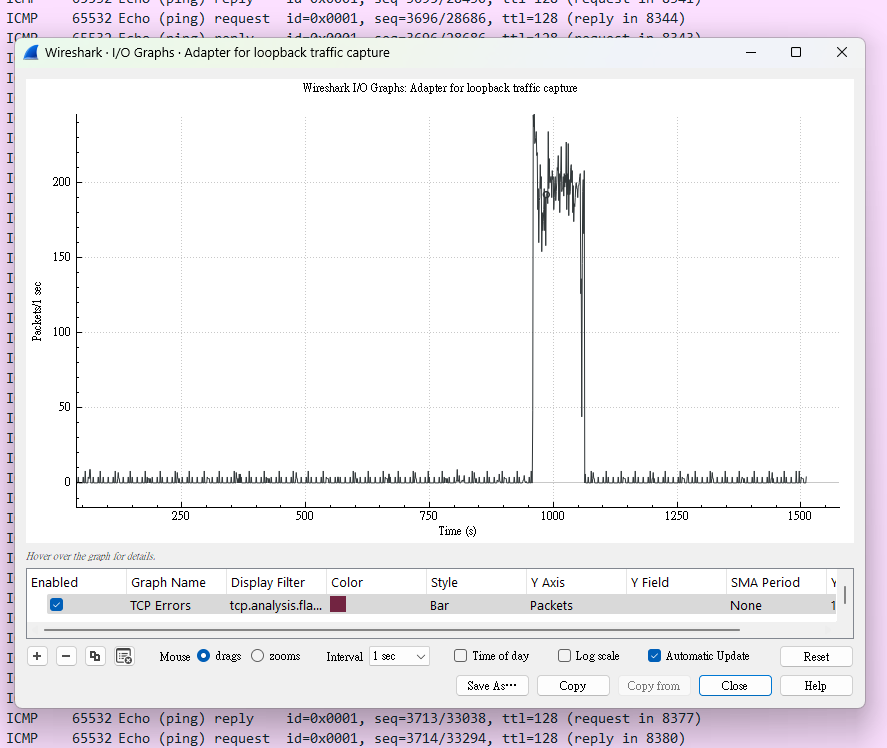 ICMP 65532 Echo (ping) request id=0x0001, seq=3696/28686, ttl=128 (reply in 8344)
Wireshark · I/O Graphs · Adapter for loopback traffic capture
Wireshark I/O Graphs: Adapter for loopback traffic capture
Packets/1 sec
200
150
100
50
0
250 500 750 1000 1250 1500
Time (s)
Hover over the graph for details.
Enabled Graph Name Display Filter Color Style Y Axis Y Field SMA Period Y
TCP Errors tcp.analysis.fla... Bar Packets None 1
+ − Mouse drags zooms Interval 1 sec Time of day Log scale Automatic Update Reset
Save As… Copy Copy from Close Help
ICMP 65532 Echo (ping) reply id=0x0001, seq=3713/33038, ttl=128 (request in 8377)
ICMP 65532 Echo (ping) request id=0x0001, seq=3714/33294, ttl=128 (reply in 8380)